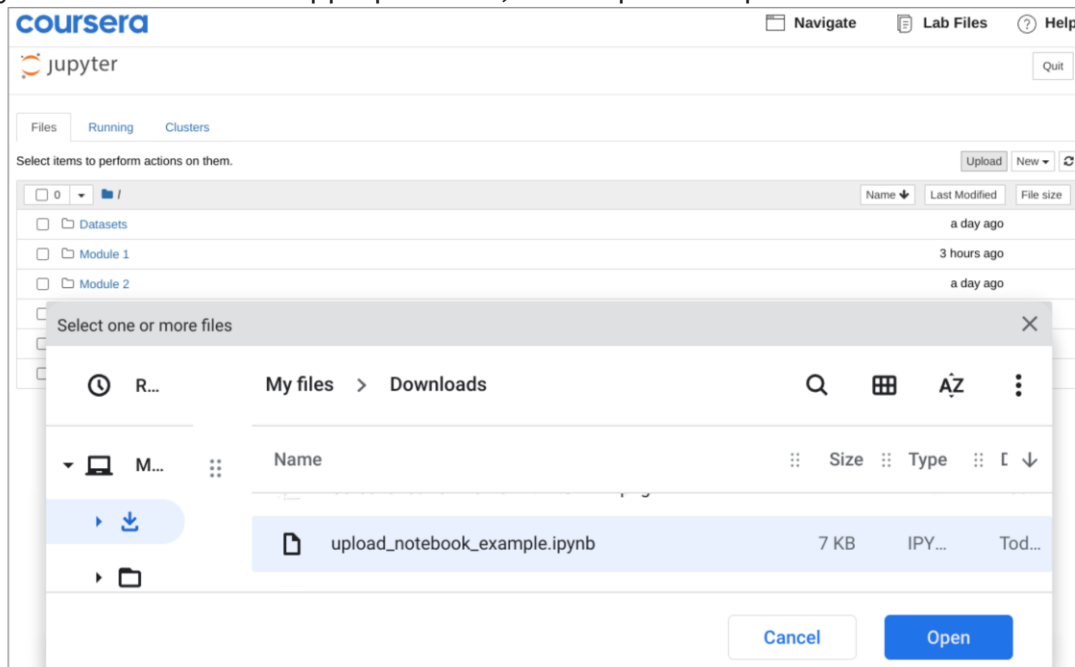 coursera
Navigate
Lab Files
Help
jupyter
Quit
Files
Running
Clusters
Select items to perform actions on them.
Upload
New
0
/
Name
Last Modified
File size
Datasets
a day ago
Module 1
3 hours ago
Module 2
a day ago
Select one or more files
R...
My files > Downloads
AZ
M...
Name
Size
Type
upload_notebook_example.ipynb
7 KB
IPY...
Tod...
Cancel
Open